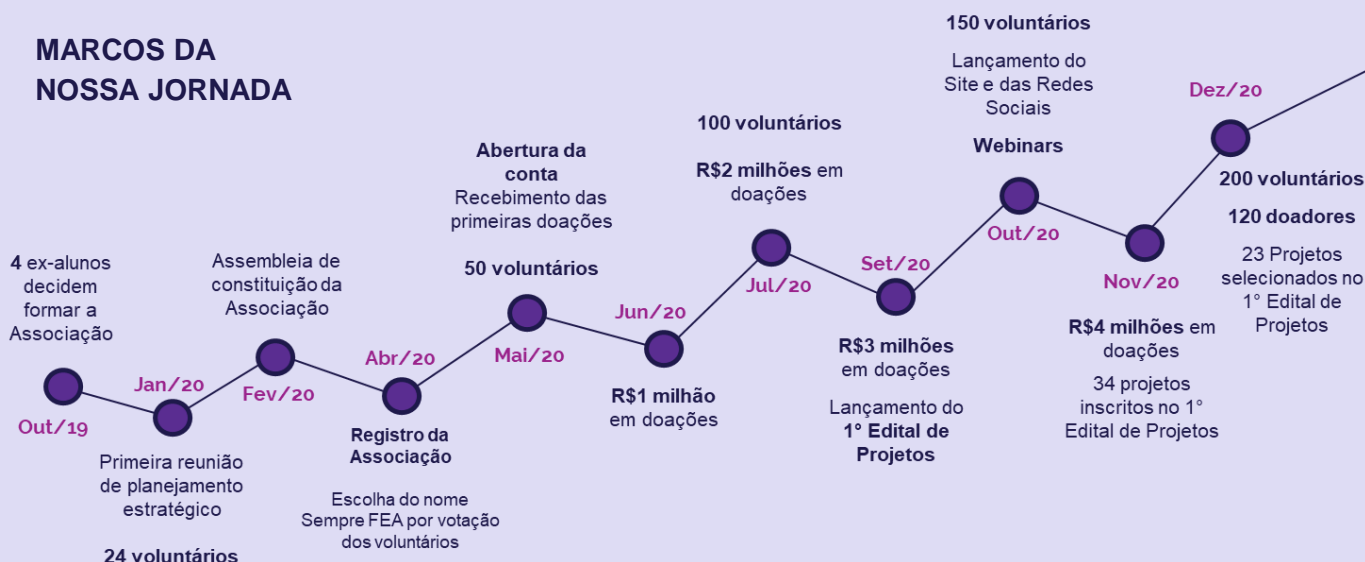 MARCOS DA
NOSSA JORNADA
4 ex-alunos
decidem
formar a
Associação
Out/19
Jan/20
Primeira reunião
de planejamento
estratégico
24 voluntários
Assembleia de
constituição da
Associação
Fev/20
Abr/20
Registro da
Associação
Escolha do nome
Sempre FEA por votação
dos voluntários
Abertura da
conta
Recebimento das
primeiras doações
50 voluntários
Mai/20
Jun/20
R$1 milhão
em doações
100 voluntários
R$2 milhões em
doações
Jul/20
Set/20
R$3 milhões
em doações
Lançamento do
1° Edital de
Projetos
150 voluntários
Lançamento do
Site e das Redes
Sociais
Webinars
Out/20
Nov/20
R$4 milhões em
doações
34 projetos
inscritos no 1°
Edital de Projetos
Dez/20
200 voluntários
120 doadores
23 Projetos
selecionados no
1° Edital de
Projetos